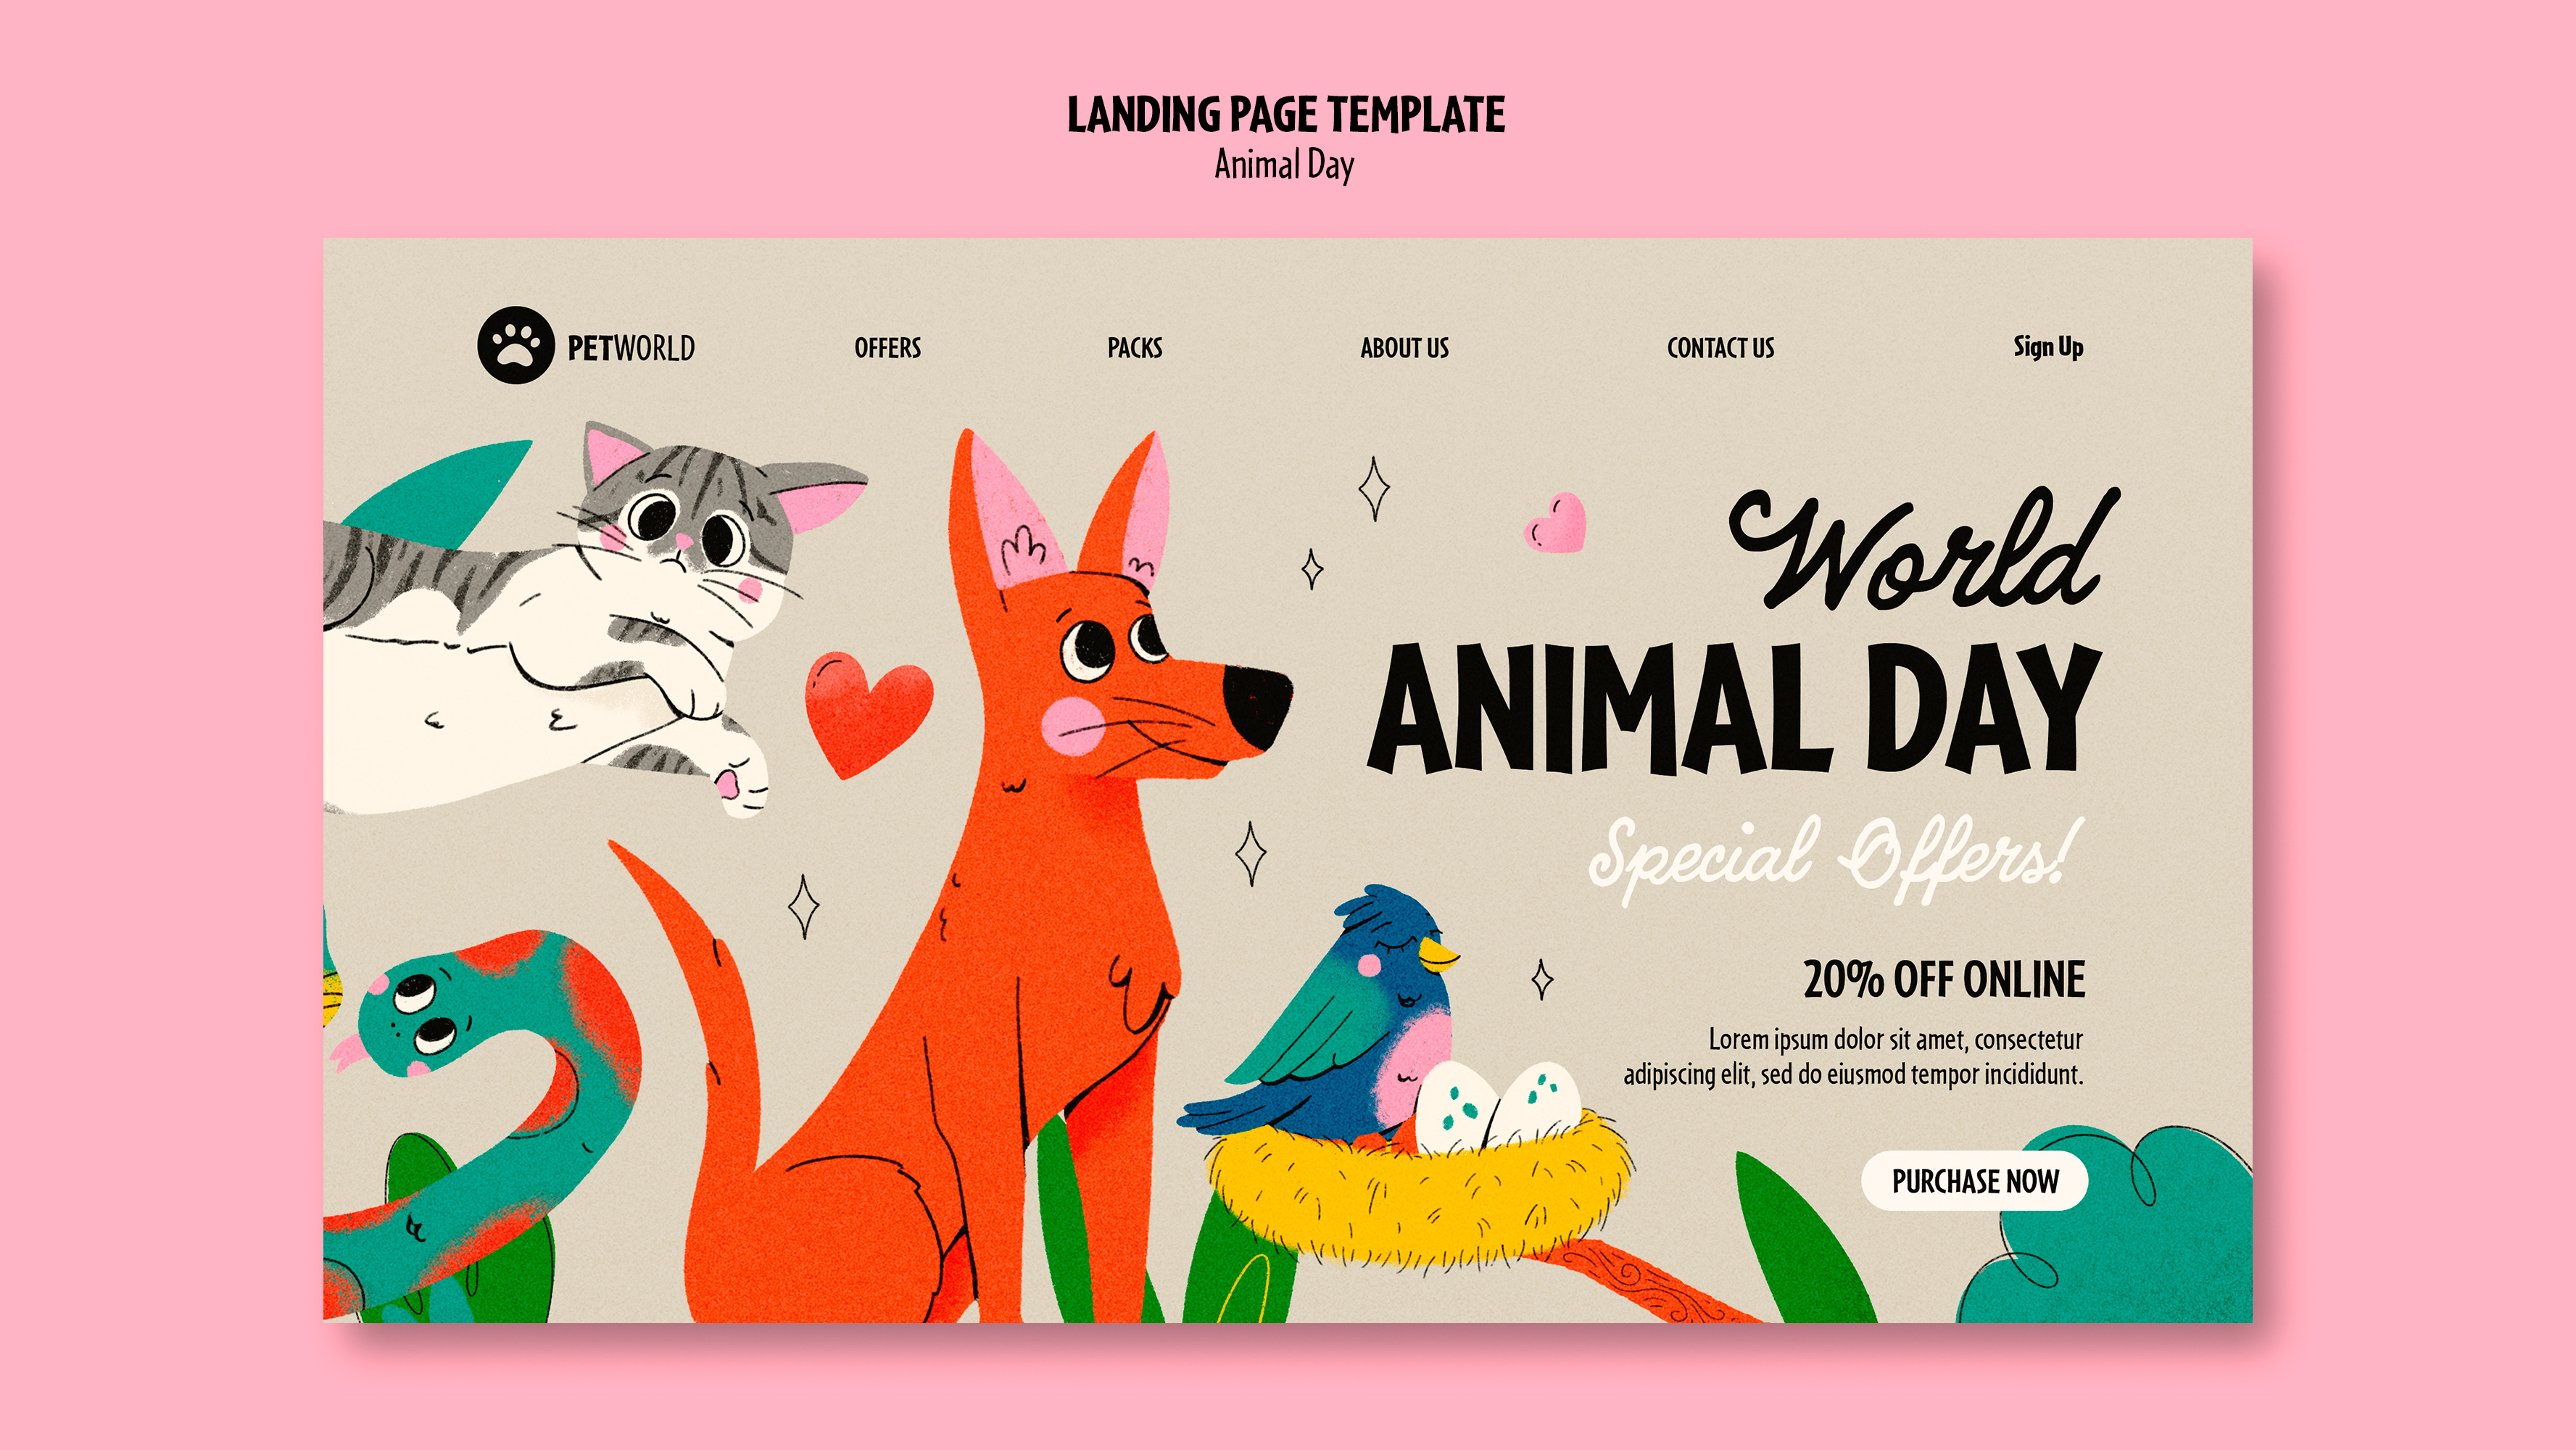 LANDING PAGE TEMPLATE
Animal Day
PETWORLD OFFERS PACKS ABOUT US CONTACT US Sign Up
World
ANIMAL DAY
Special Offers!
20% OFF ONLINE
Lorem ipsum dolor sit amet, consectetur
adipiscing elit, sed do eiusmod tempor incididunt.
PURCHASE NOW